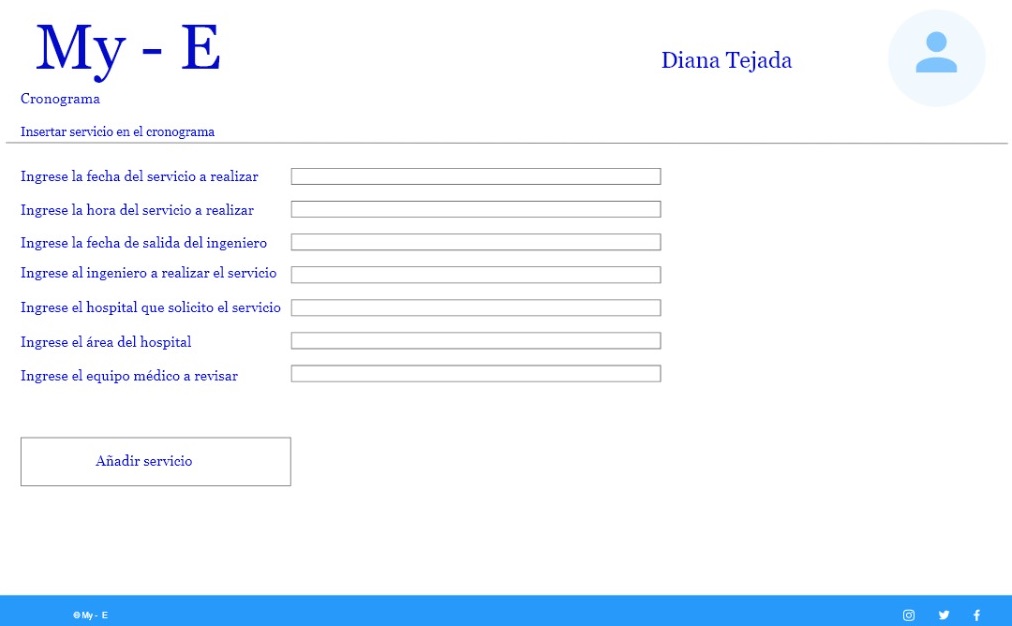 My - E
Diana Tejada
Cronograma
Insertar servicio en el cronograma
Ingrese la fecha del servicio a realizar
Ingrese la hora del servicio a realizar
Ingrese la fecha de salida del ingeniero
Ingrese al ingeniero a realizar el servicio
Ingrese el hospital que solicito el servicio
Ingrese el área del hospital
Ingrese el equipo médico a revisar
Añadir servicio
©My - E